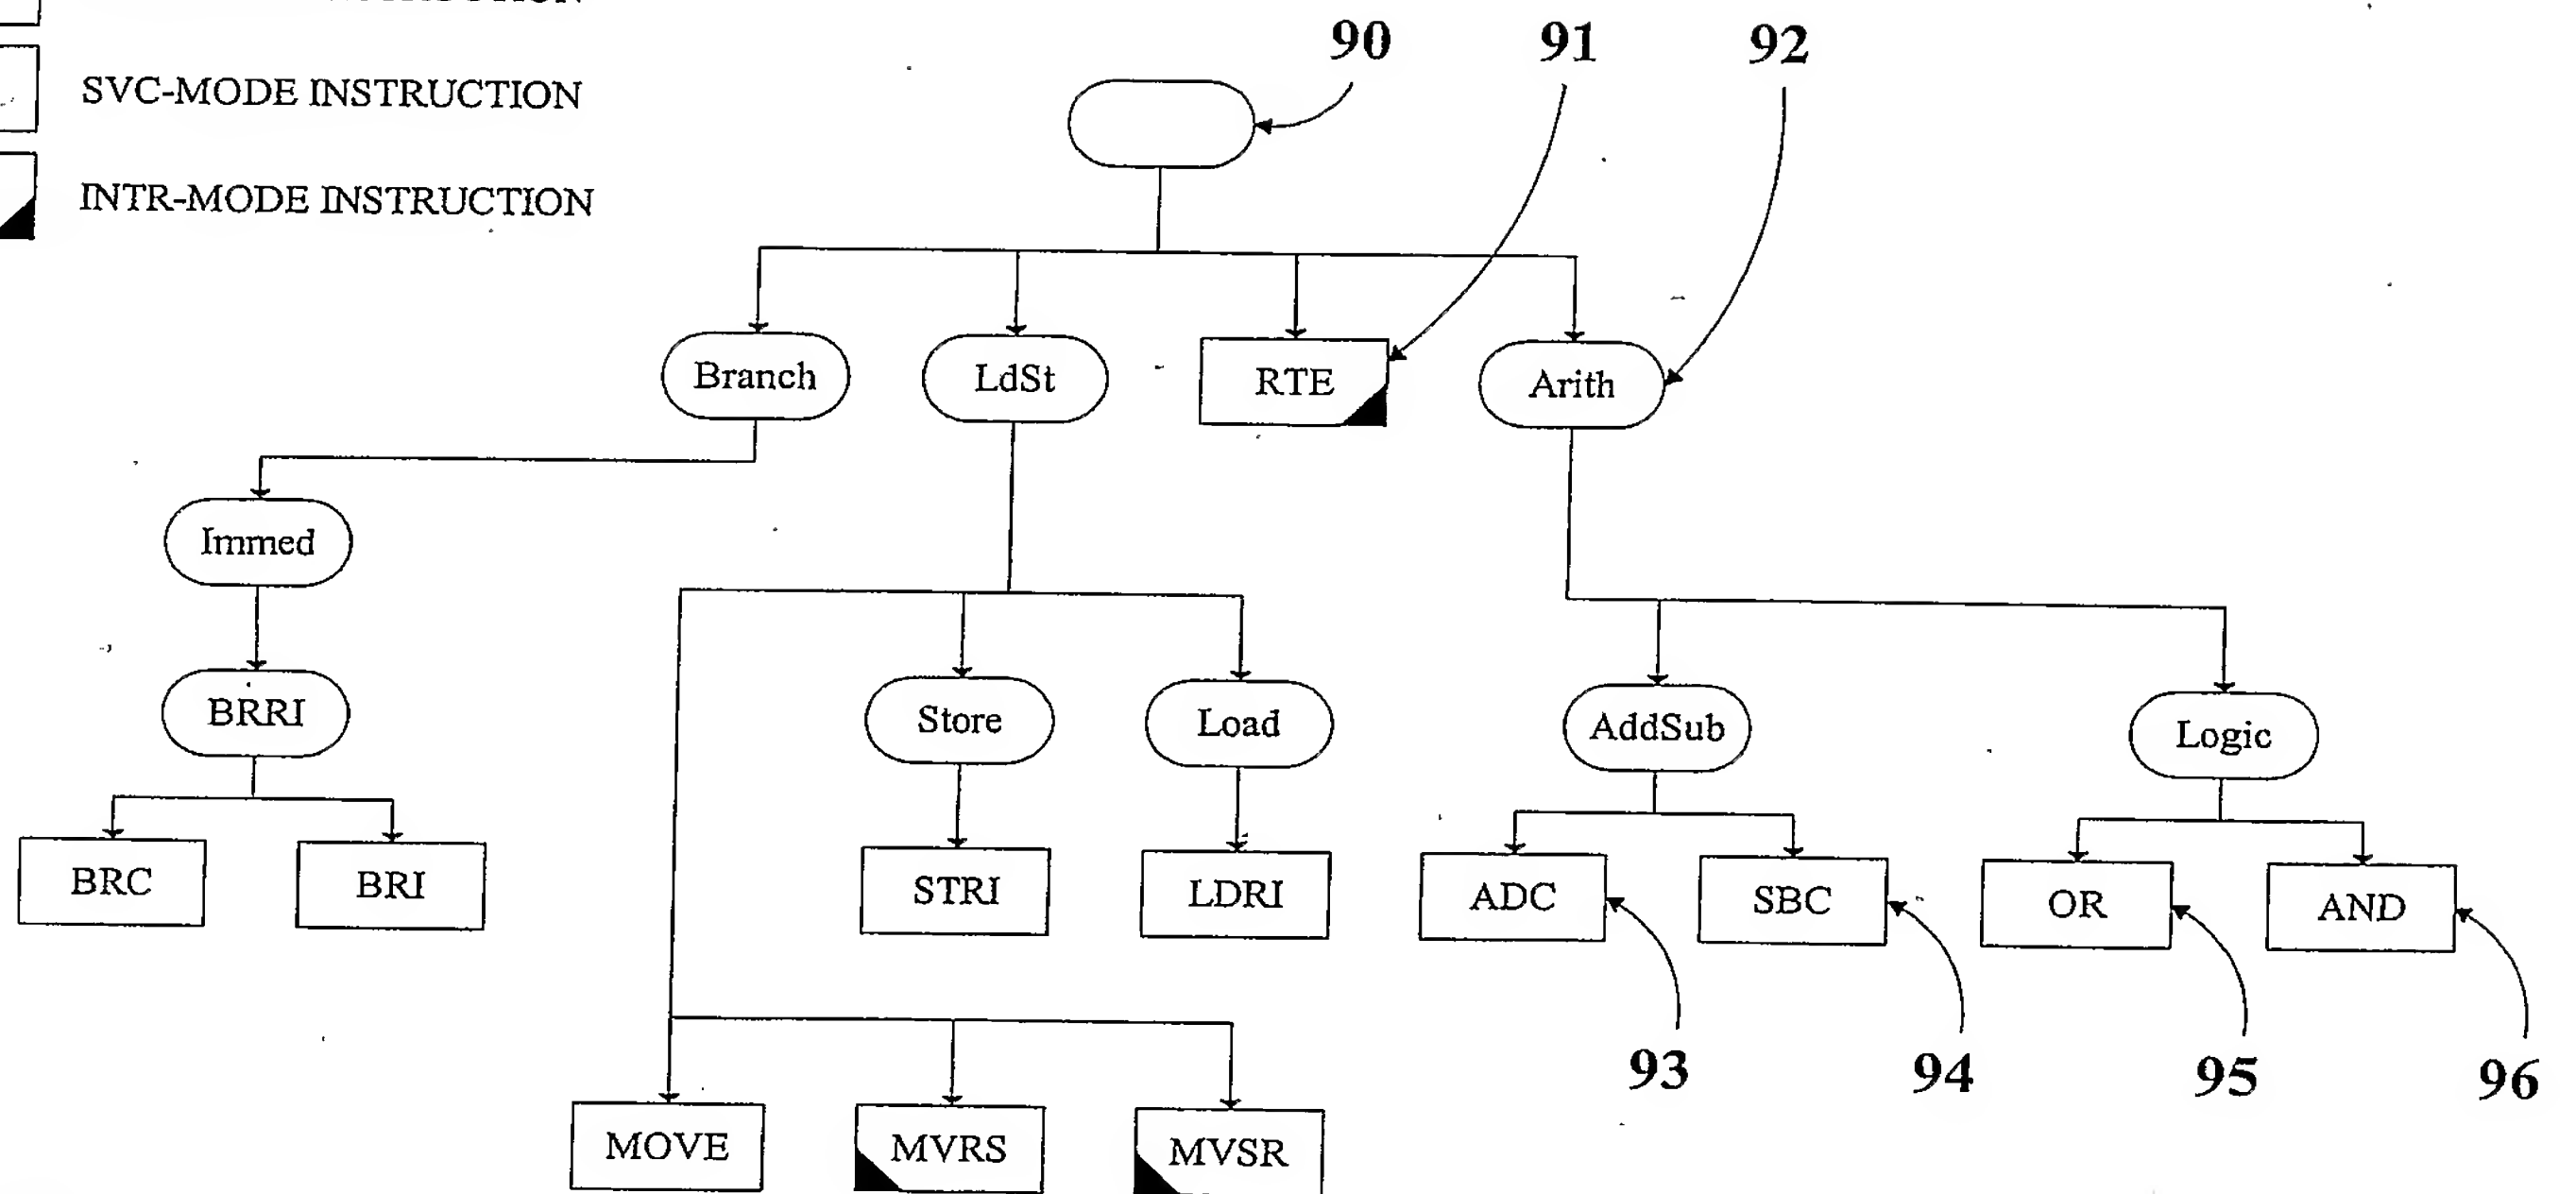 SVC-MODE INSTRUCTION
INTR-MODE INSTRUCTION
90 91 92
Branch LdSt RTE Arith
Immed
BRRI Store Load AddSub Logic
BRC BRI STRI LDRI ADC SBC OR AND
93 94 95 96
MOVE MVRS MVSR